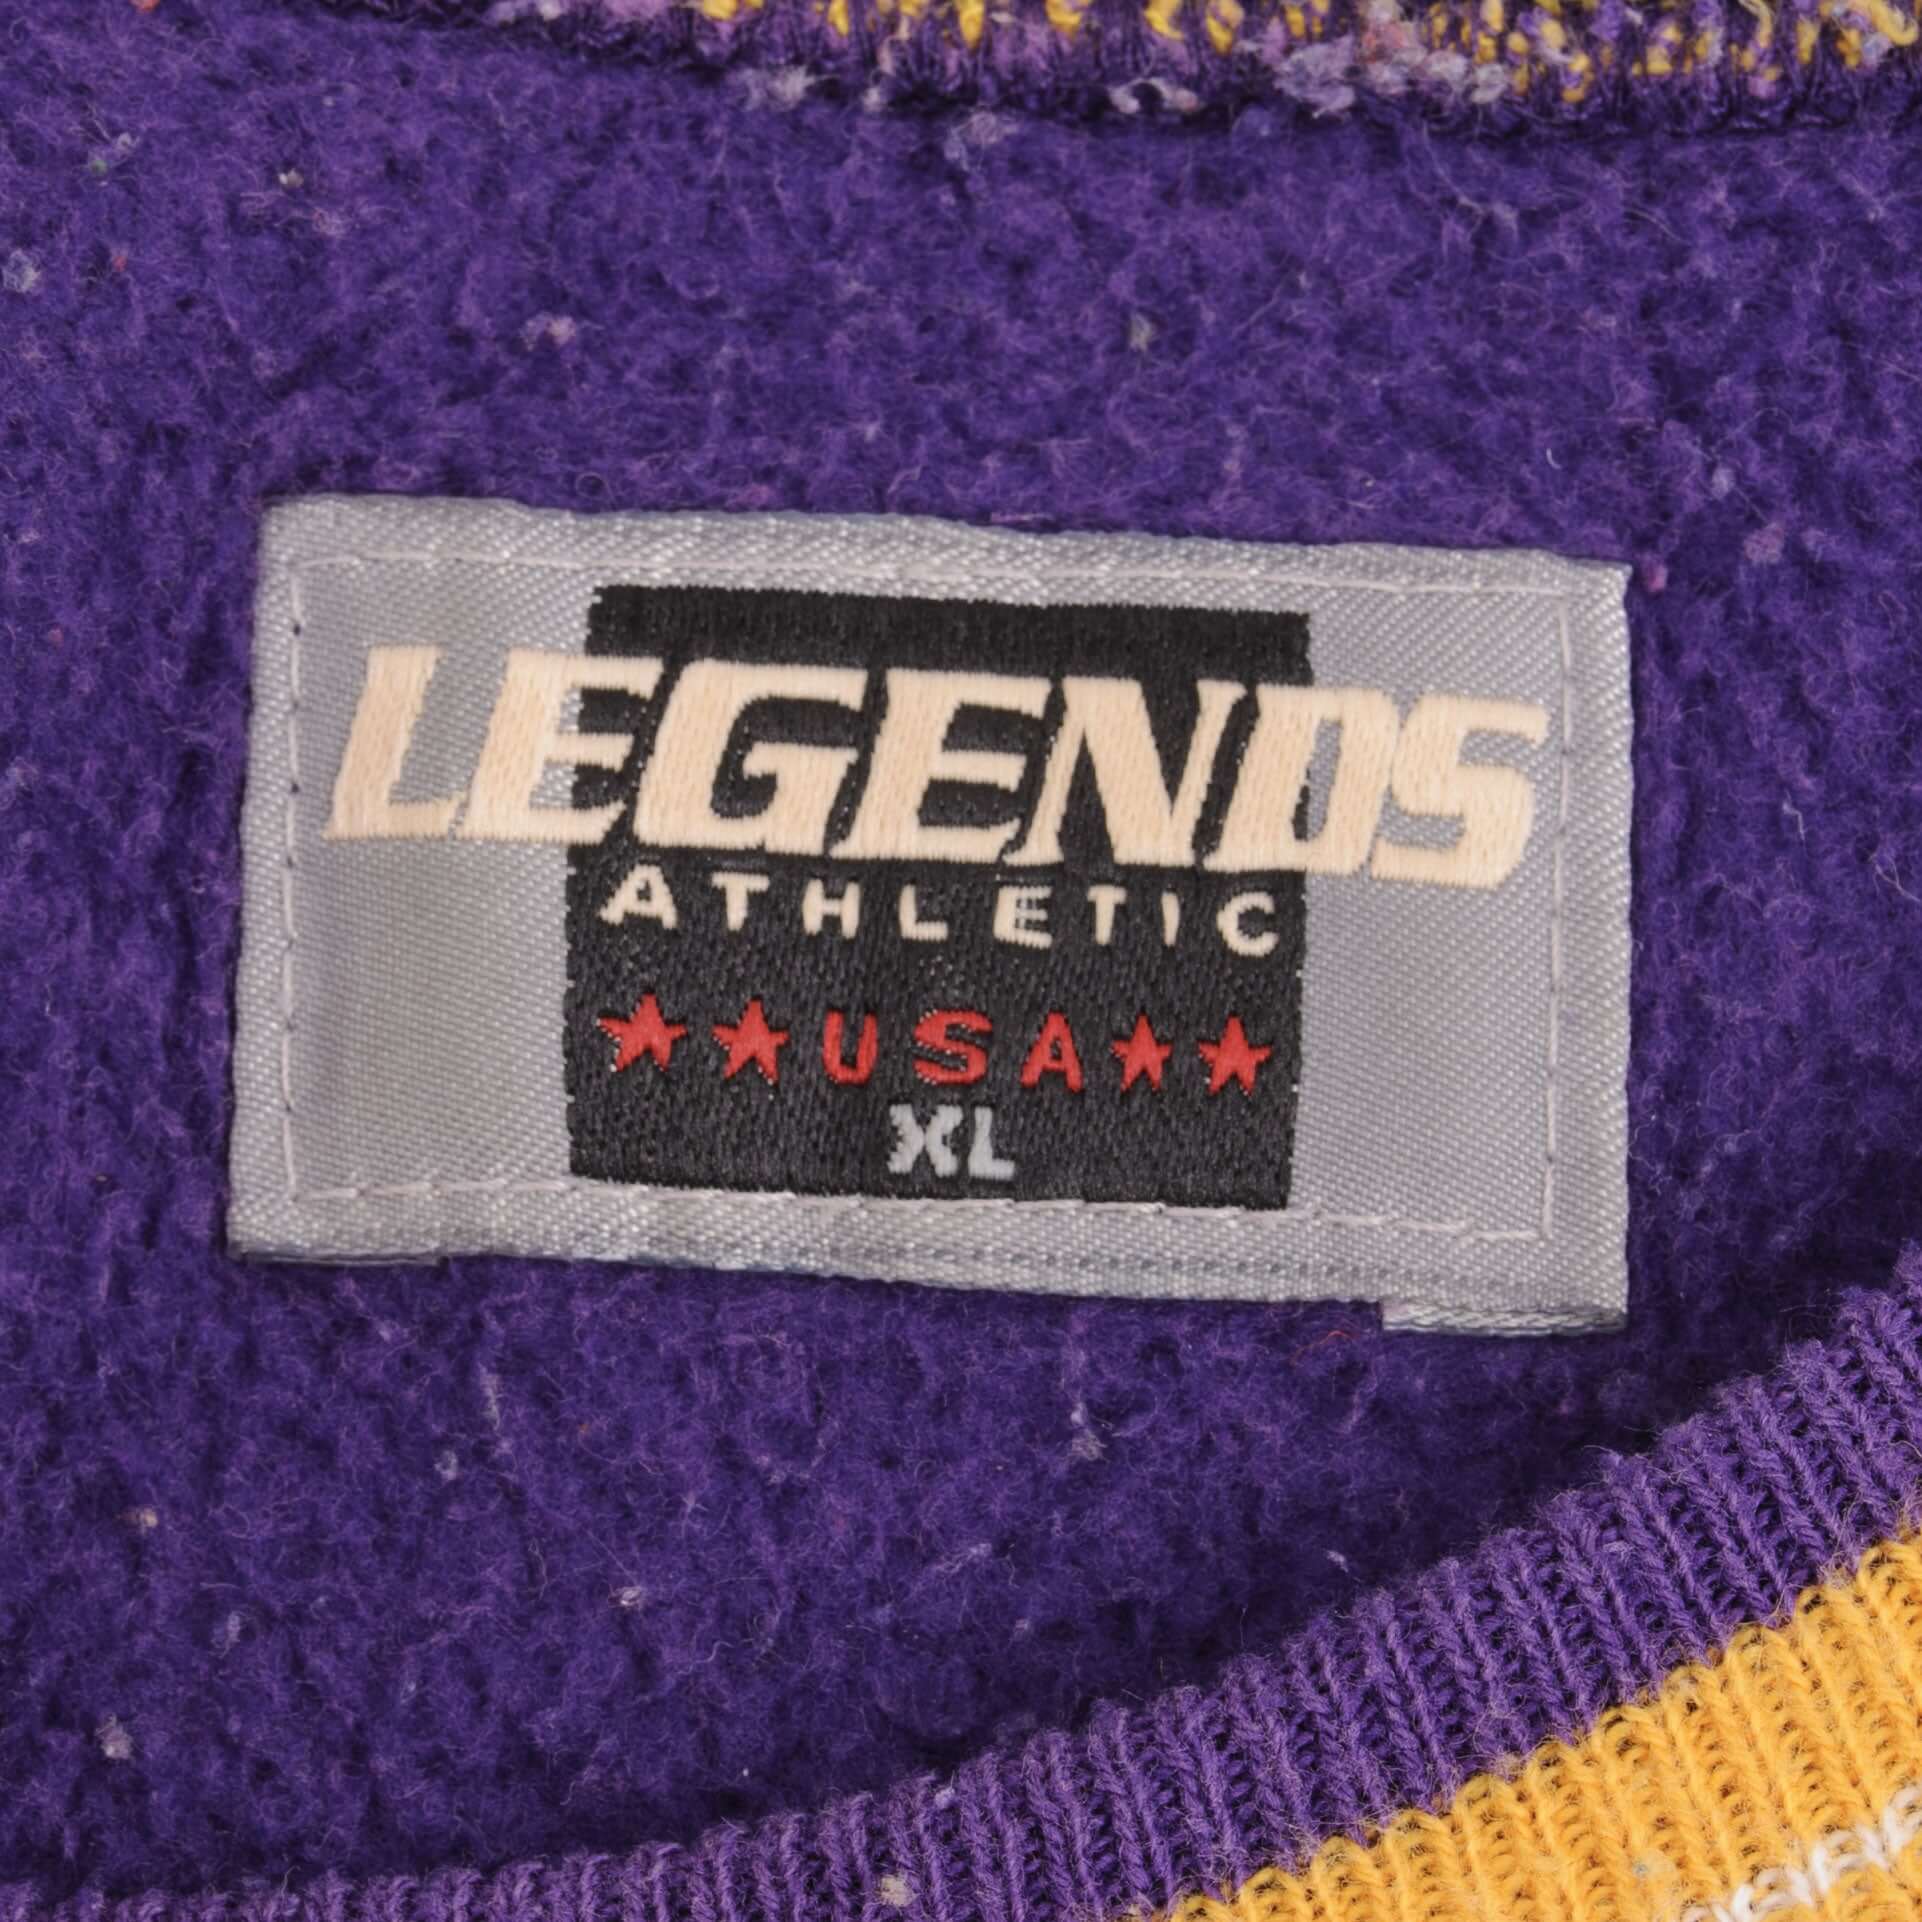 LEGENDS
ATHLETIC
★★USA★★
XL